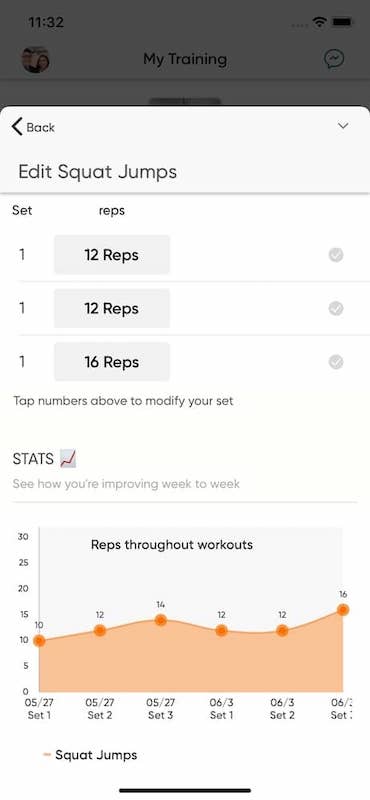 11:32
My Training
Back
Edit Squat Jumps
Set reps
1 12 Reps
1 12 Reps
1 16 Reps
Tap numbers above to modify your set
STATS
See how you're improving week to week
Reps throughout workouts
30
25
20
15
10
5
0
10
12
14
12
12
16
05/27 05/27 05/27 06/3 06/3 06/
Set 1 Set 2 Set 3 Set 1 Set 2 Set
Squat Jumps